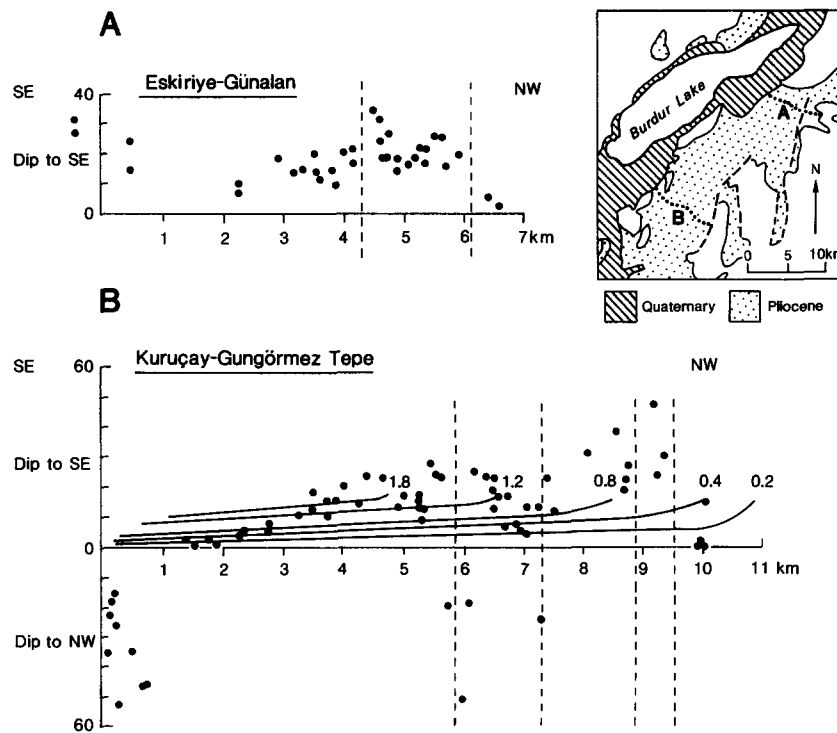 A
Eskiriye-Günalan
SE
NW
40
Dip to SE
0
1 2 3 4 5 6 7km
Burdur Lake
A
B
N
0 5 10km
Quaternary
Pliocene
B
Kuruçay-Gungörmez Tepe
SE
NW
60
Dip to SE
1.8 1.2 0.8 0.4 0.2
0
1 2 3 4 5 6 7 8 9 10 11 km
Dip to NW
60